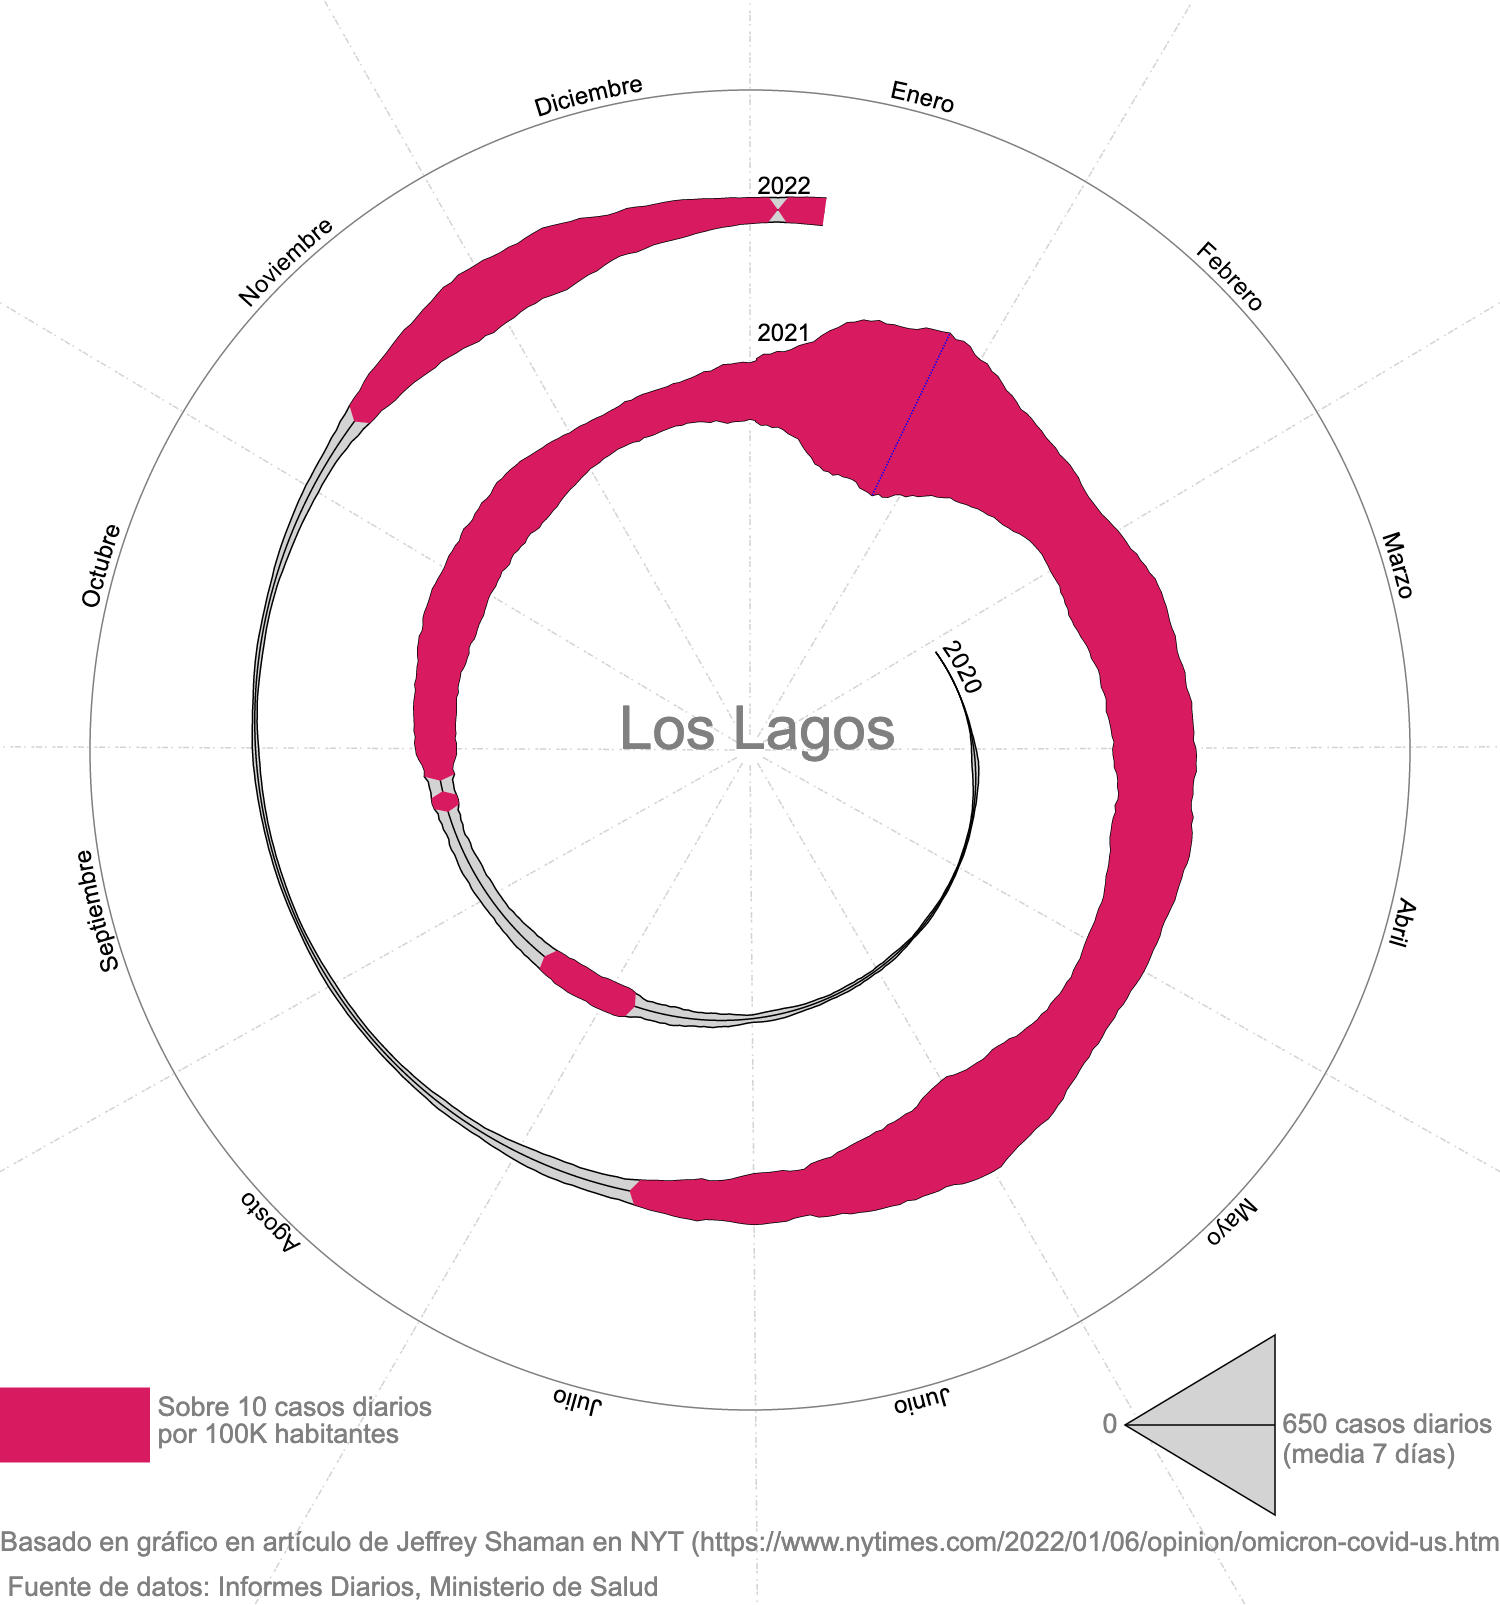 Diciembre
Enero
2022
Noviembre
Febrero
2021
Octubre
Marzo
2020
Los Lagos
Septiembre
Abril
Agosto
Mayo
Julio
Junio
Sobre 10 casos diarios
por 100K habitantes
0
650 casos diarios
(media 7 días)
Basado en gráfico en artículo de Jeffrey Shaman en NYT (https://www.nytimes.com/2022/01/06/opinion/omicron-covid-us.htm
Fuente de datos: Informes Diarios, Ministerio de Salud